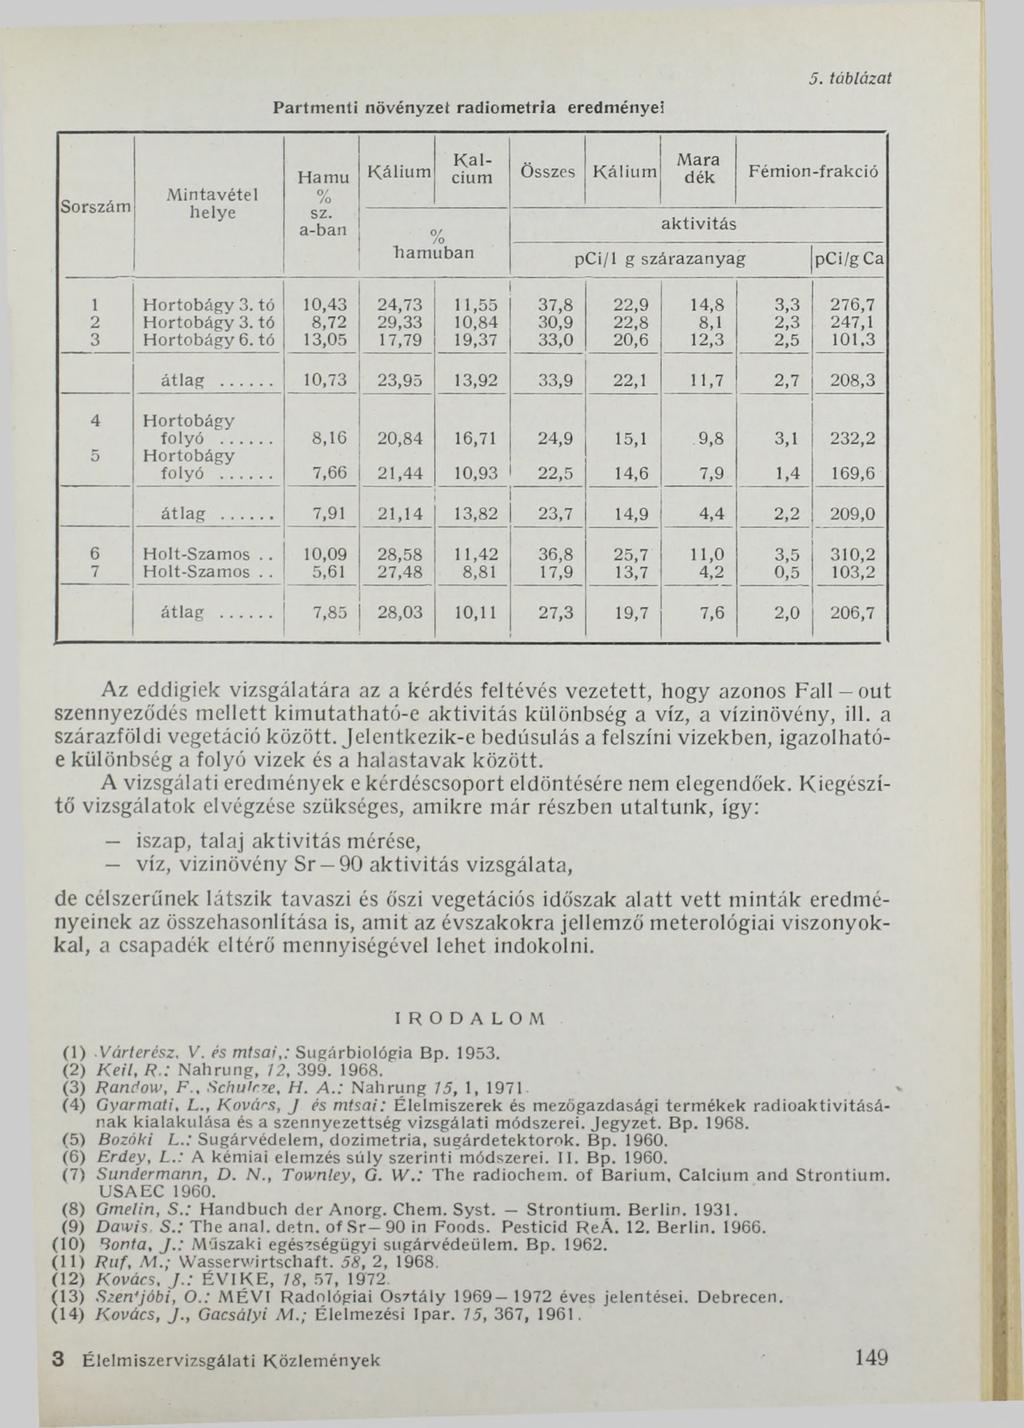 5. táblázat
Partmenti növényzet radiometria eredményei
Sorszám | Mintavétel helye | Hamu % sz. a-ban | Kálium | Kal-cium | Összes | Kálium | Mara dék | Fémion-frakció
% hamuban | aktivitás
pCi/1 g szárazanyag | pCi/g Ca
1 Hortobágy 3. tó 10,43 24,73 11,55 37,8 22,9 14,8 3,3 276,7
2 Hortobágy 3. tó 8,72 29,33 10,84 30,9 22,8 8,1 2,3 247,1
3 Hortobágy 6. tó 13,05 17,79 19,37 33,0 20,6 12,3 2,5 101,3
átlag ...... 10,73 23,95 13,92 33,9 22,1 11,7 2,7 208,3
4 Hortobágy
folyó ...... 8,16 20,84 16,71 24,9 15,1 9,8 3,1 232,2
5 Hortobágy
folyó ...... 7,66 21,44 10,93 22,5 14,6 7,9 1,4 169,6
átlag ...... 7,91 21,14 13,82 23,7 14,9 4,4 2,2 209,0
6 Holt-Szamos .. 10,09 28,58 11,42 36,8 25,7 11,0 3,5 310,2
7 Holt-Szamos .. 5,61 27,48 8,81 17,9 13,7 4,2 0,5 103,2
átlag ...... 7,85 28,03 10,11 27,3 19,7 7,6 2,0 206,7
Az eddigiek vizsgálatára az a kérdés feltévés vezetett, hogy azonos Fall — out
szennyeződés mellett kimutatható-e aktivitás különbség a víz, a vízinövény, ill. a
szárazföldi vegetáció között. Jelentkezik-e bedúsulás a felszíni vizekben, igazolható-
e különbség a folyó vizek és a halastavak között.
A vizsgálati eredmények e kérdéscsoport eldöntésére nem elegendőek. Kiegészí-
tő vizsgálatok elvégzése szükséges, amikre már részben utaltunk, így:
— iszap, talaj aktivitás mérése,
— víz, vizinövény Sr — 90 aktivitás vizsgálata,
de célszerűnek látszik tavaszi és őszi vegetációs időszak alatt vett minták eredmé-
nyeinek az összehasonlítása is, amit az évszakokra jellemző meterológiai viszonyok-
kal, a csapadék eltérő mennyiségével lehet indokolni.
IRODALOM
(1) Várterész, V. és mtsai,: Sugárbiológia Bp. 1953.
(2) Keil, R.: Nahrung, 12, 399. 1968.
(3) Randow, F., Schulrze, H. A.: Nahrung 15, 1, 1971.
(4) Gyarmati, L., Kovács, J és mtsai: Élelmiszerek és mezőgazdasági termékek radioaktivitásá-
nak kialakulása és a szennyezettség vizsgálati módszerei. Jegyzet. Bp. 1968.
(5) Bozóki L.: Sugárvédelem, dozimetria, sugárdetektorok. Bp. 1960.
(6) Erdey, L.: A kémiai elemzés súly szerinti módszerei. II. Bp. 1960.
(7) Sundermann, D. N., Townley, G. W.: The radiochem. of Barium, Calcium and Strontium.
USAEC 1960.
(8) Gmelin, S.: Handbuch der Anorg. Chem. Syst. — Strontium. Berlin. 1931.
(9) Dawis. S.: The anal. detn. of Sr— 90 in Foods. Pesticid ReÁ. 12. Berlin. 1966.
(10) Bonta, J.: Műszaki egészségügyi sugárvédeülem. Bp. 1962.
(11) Ruf, M.; Wasserwirtschaft. 58, 2, 1968.
(12) Kovács, J.: ÉVIKE, 18, 57, 1972.
(13) Szentjóbi, O.: MÉVI Radológiai Osztály 1969— 1972 éves jelentései. Debrecen.
(14) Kovács, J., Gacsályi M.; Élelmezési Ipar. 15, 367, 1961.
3 Élelmiszervizsgálati Közlemények
149